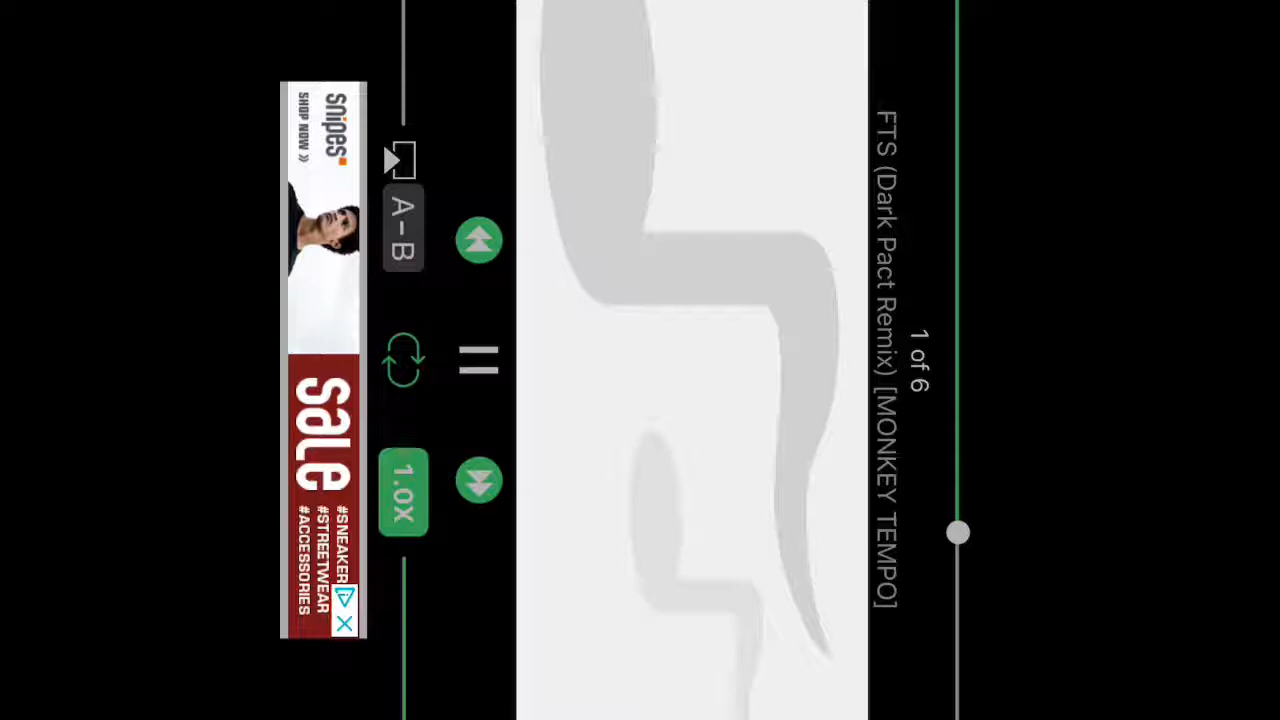 1 of 6
FTS (Dark Pact Remix) [MONKEY TEMPO]
A-B
1.0X
snipes
SHOP NOW »
sale
#SNEAKER
#STREETWEAR
#ACCESSORIES